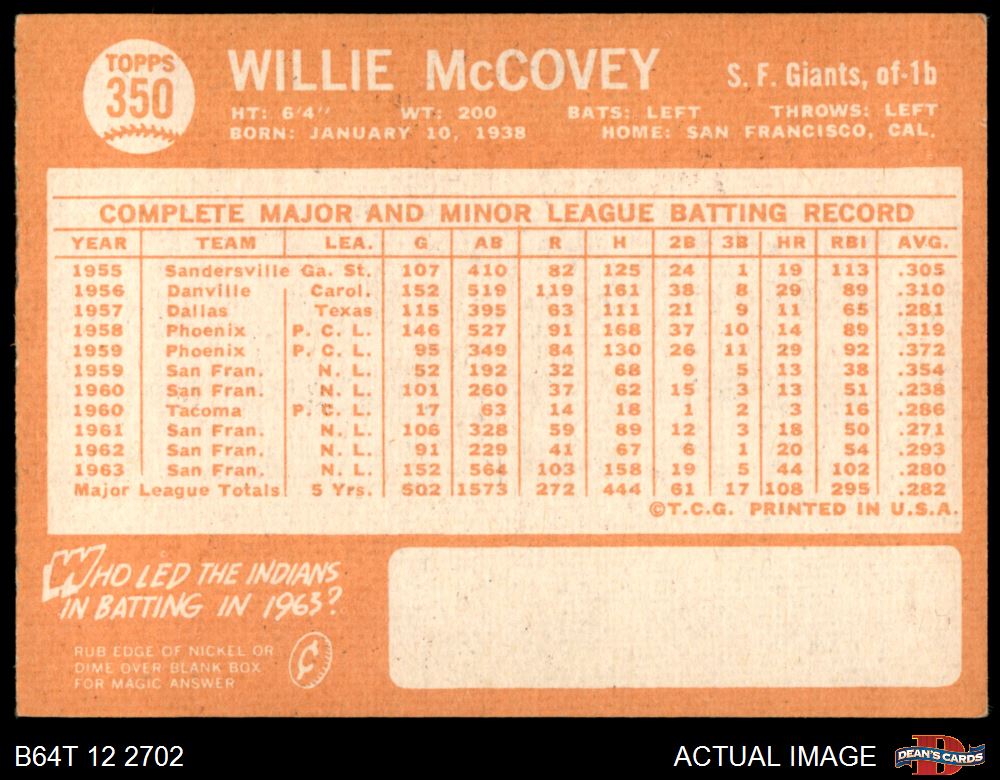 TOPPS
350
WILLIE McCOVEY
S. F. Giants, of-1b
HT: 6'4" WT: 200 BATS: LEFT THROWS: LEFT
BORN: JANUARY 10, 1938 HOME: SAN FRANCISCO, CAL.
COMPLETE MAJOR AND MINOR LEAGUE BATTING RECORD
YEAR TEAM LEA. G AB R H 2B 3B HR RBI AVG.
1955 Sandersville Ga. St. 107 410 82 125 24 1 19 113 .305
1956 Danville Carol. 152 519 119 161 38 8 29 89 .310
1957 Dallas Texas 115 395 63 111 21 9 11 65 .281
1958 Phoenix P. C. L. 146 527 91 168 37 10 14 89 .319
1959 Phoenix P. C. L. 95 349 84 130 26 11 29 92 .372
1959 San Fran. N. L. 52 192 32 68 9 5 13 38 .354
1960 San Fran. N. L. 101 260 37 62 15 3 13 51 .238
1960 Tacoma P. C. L. 17 63 14 18 1 2 3 16 .286
1961 San Fran. N. L. 106 328 59 89 12 3 18 50 .271
1962 San Fran. N. L. 91 229 41 67 6 1 20 54 .293
1963 San Fran. N. L. 152 564 103 158 19 5 44 102 .280
Major League Totals 5 Yrs. 502 1573 272 444 61 17 108 295 .282
©T.C.G. PRINTED IN U.S.A.
WHO LED THE INDIANS
IN BATTING IN 1963?
RUB EDGE OF NICKEL OR
DIME OVER BLANK BOX
FOR MAGIC ANSWER
¢
B64T 12 2702
ACTUAL IMAGE
D
DEAN'S CARDS